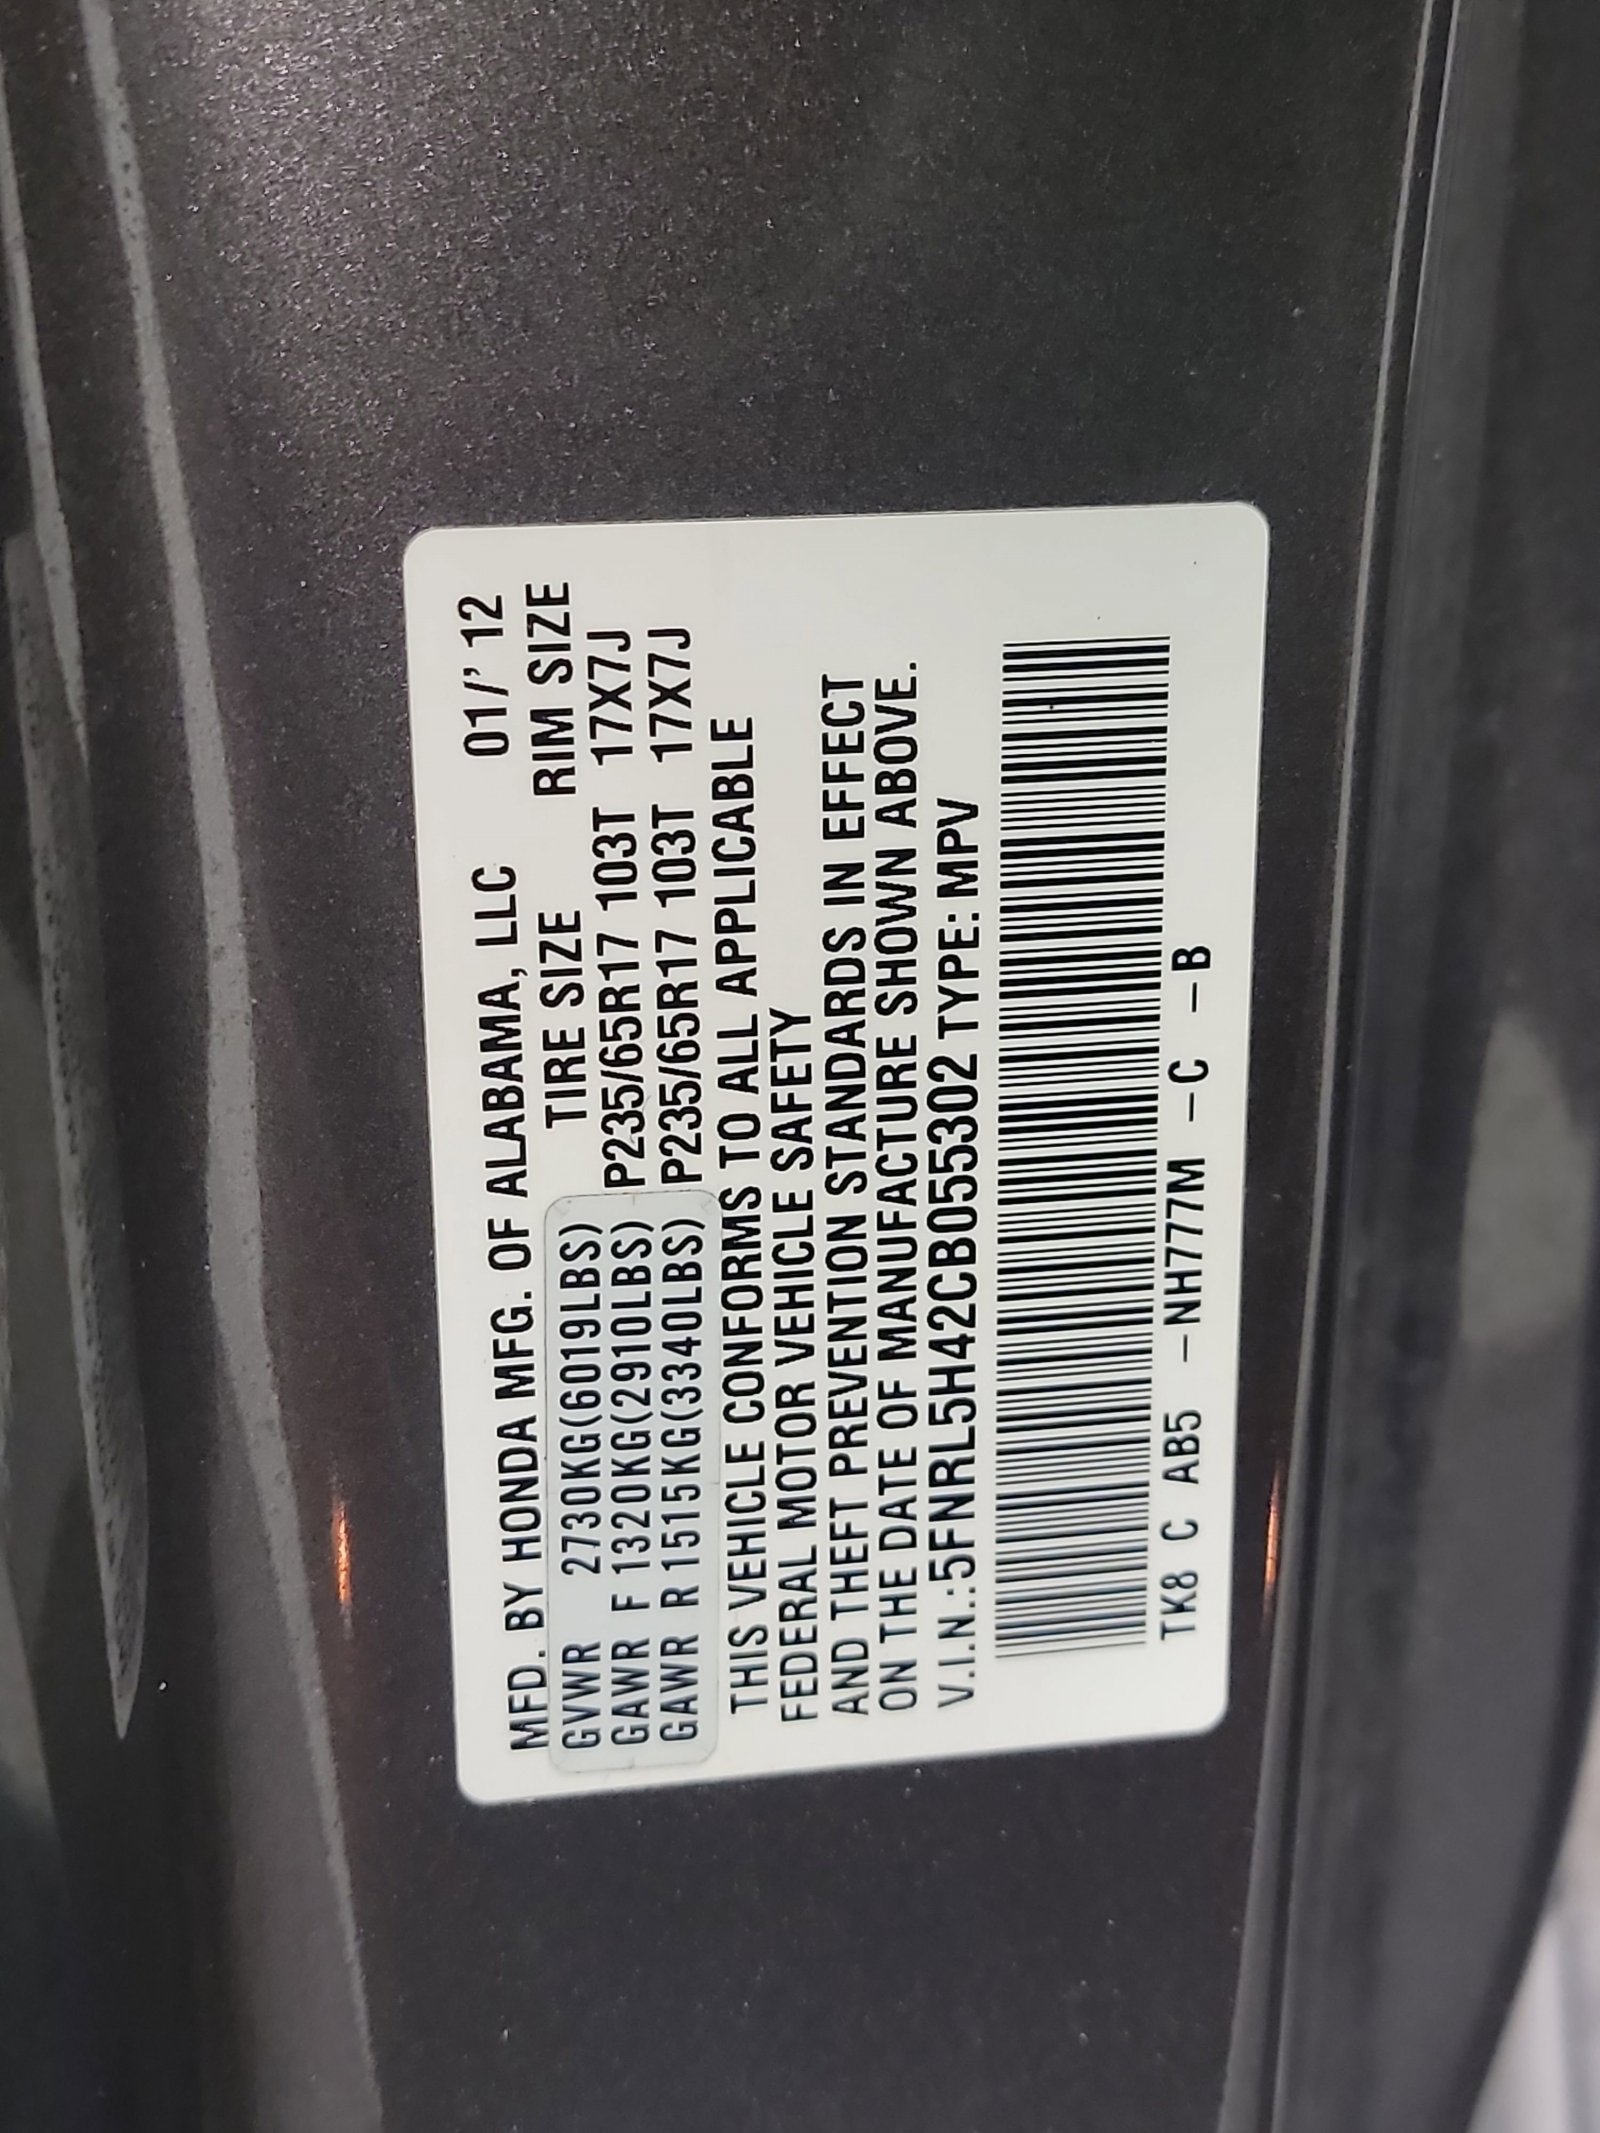 MFD. BY HONDA MFG. OF ALABAMA, LLC 01/'12
TIRE SIZE RIM SIZE
GVWR 2730KG(6019LBS)
GAWR F 1320KG(2910LBS) P235/65R17 103T 17X7J
GAWR R 1515KG(3340LBS) P235/65R17 103T 17X7J
THIS VEHICLE CONFORMS TO ALL APPLICABLE
FEDERAL MOTOR VEHICLE SAFETY
AND THEFT PREVENTION STANDARDS IN EFFECT
ON THE DATE OF MANUFACTURE SHOWN ABOVE.
V.I.N.:5FNRL5H42CB055302 TYPE: MPV
TK8 C AB5 -NH777M -C -B